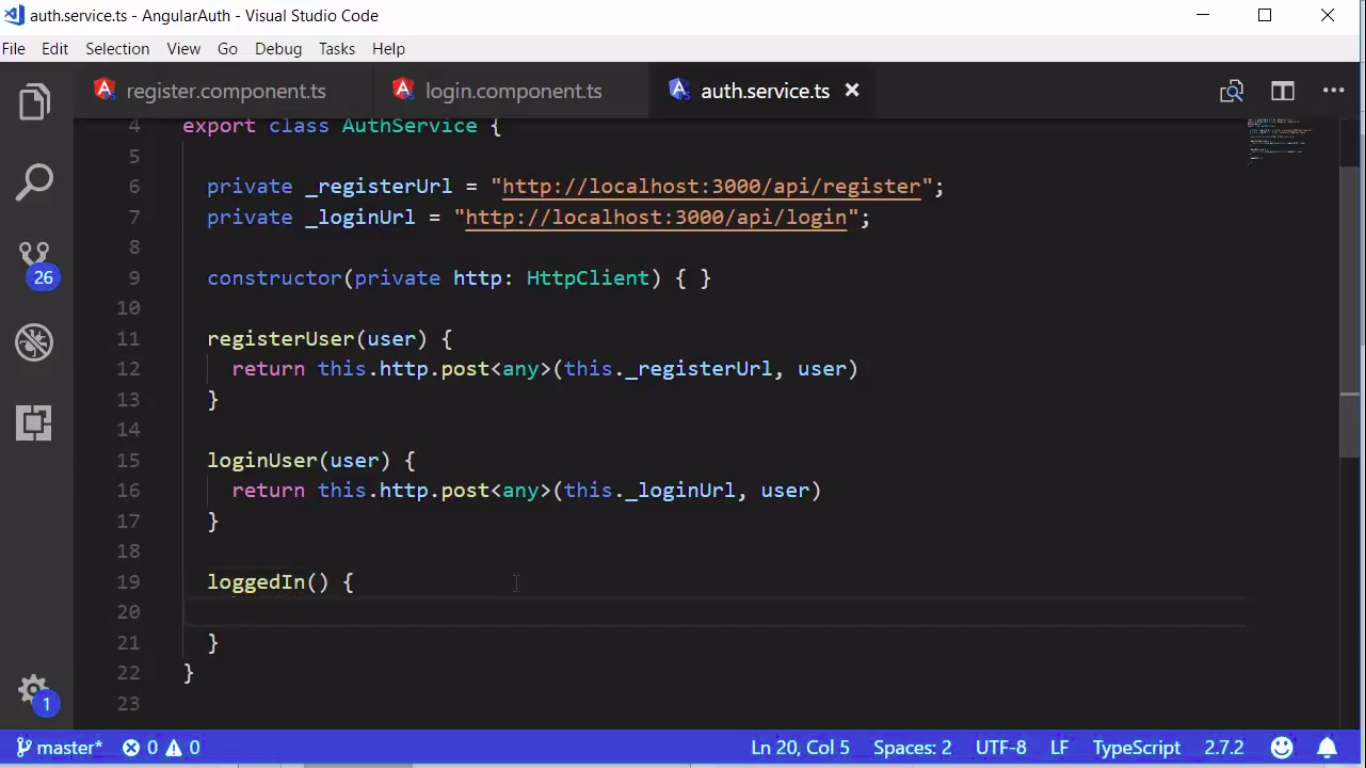 auth.service.ts - AngularAuth - Visual Studio Code
File Edit Selection View Go Debug Tasks Help
register.component.ts login.component.ts auth.service.ts
4 export class AuthService {
5
6 private _registerUrl = "http://localhost:3000/api/register";
7 private _loginUrl = "http://localhost:3000/api/login";
8
9 constructor(private http: HttpClient) { }
10
11 registerUser(user) {
12 return this.http.post<any>(this._registerUrl, user)
13 }
14
15 loginUser(user) {
16 return this.http.post<any>(this._loginUrl, user)
17 }
18
19 loggedIn() {
20
21 }
22 }
23
26
1
master* 0 0 Ln 20, Col 5 Spaces: 2 UTF-8 LF TypeScript 2.7.2